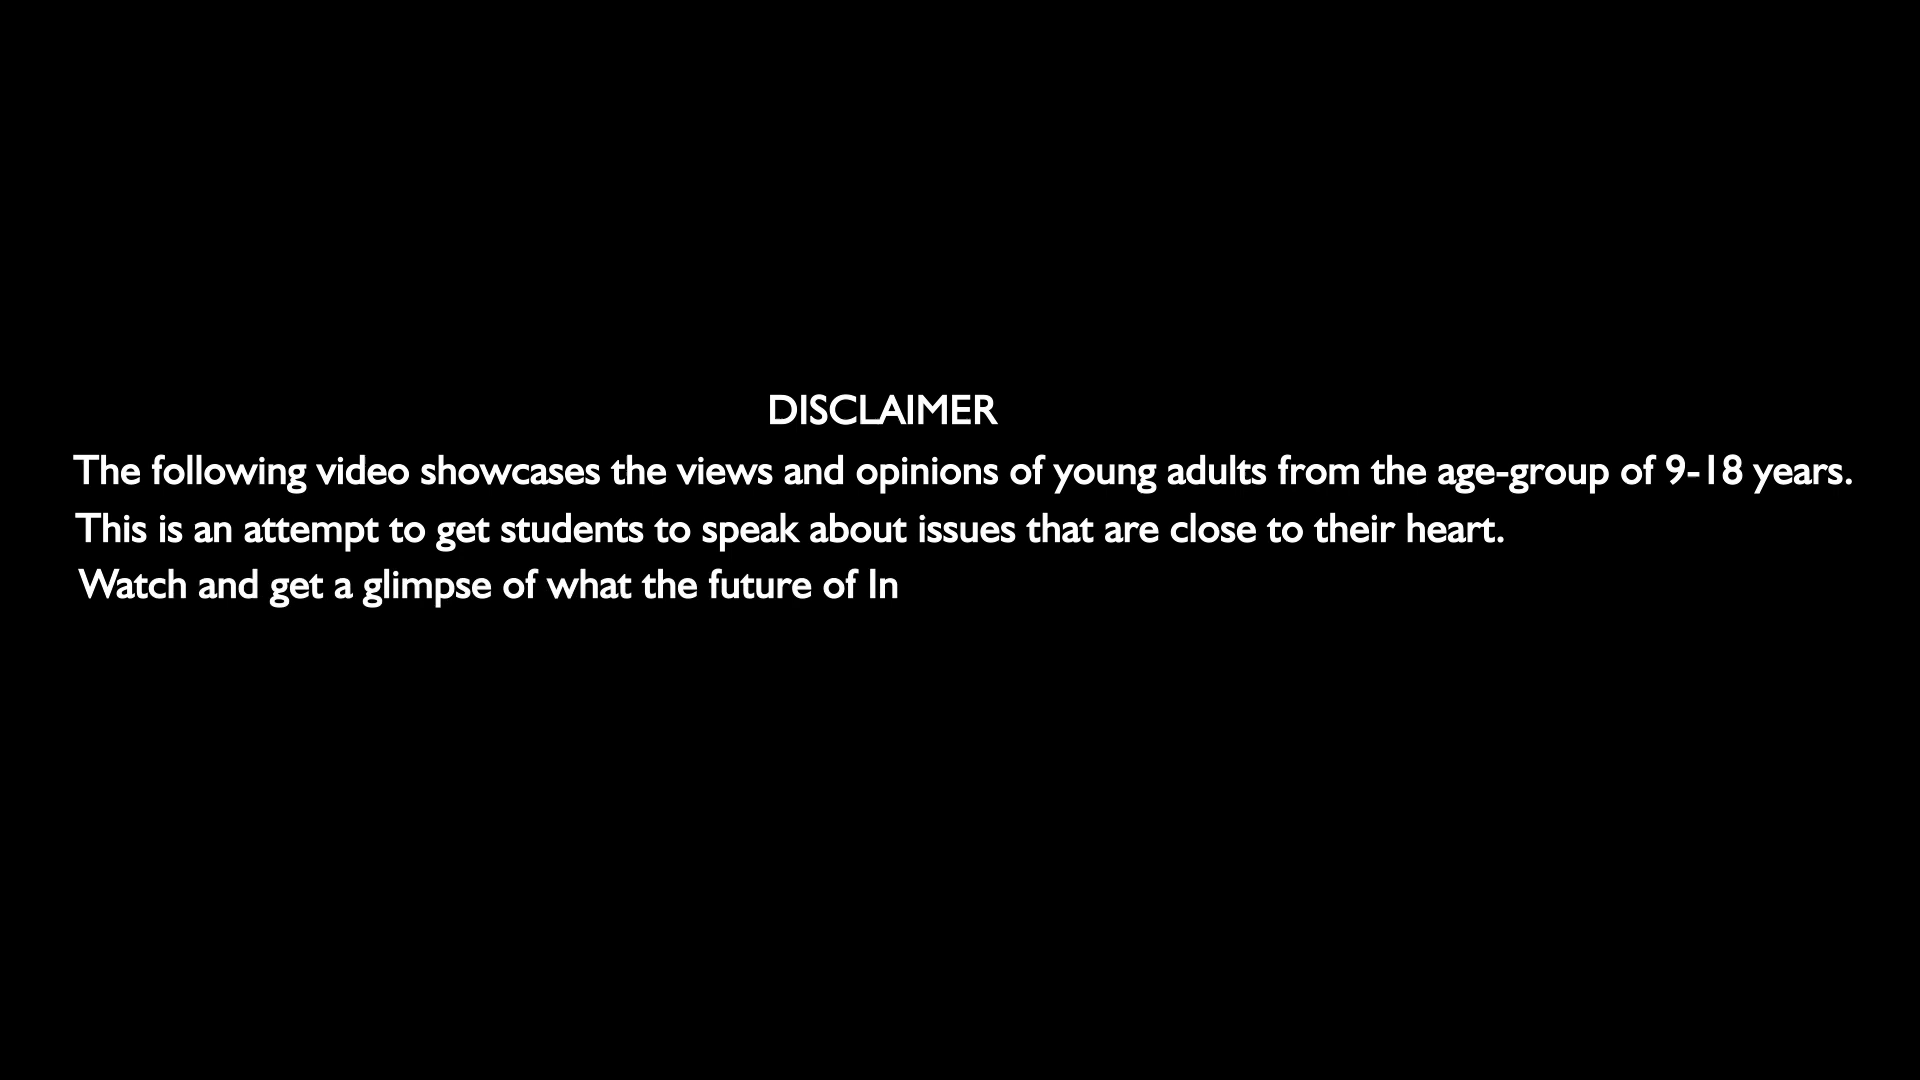 DISCLAIMER
The following video showcases the views and opinions of young adults from the age-group of 9-18 years.
This is an attempt to get students to speak about issues that are close to their heart.
Watch and get a glimpse of what the future of In